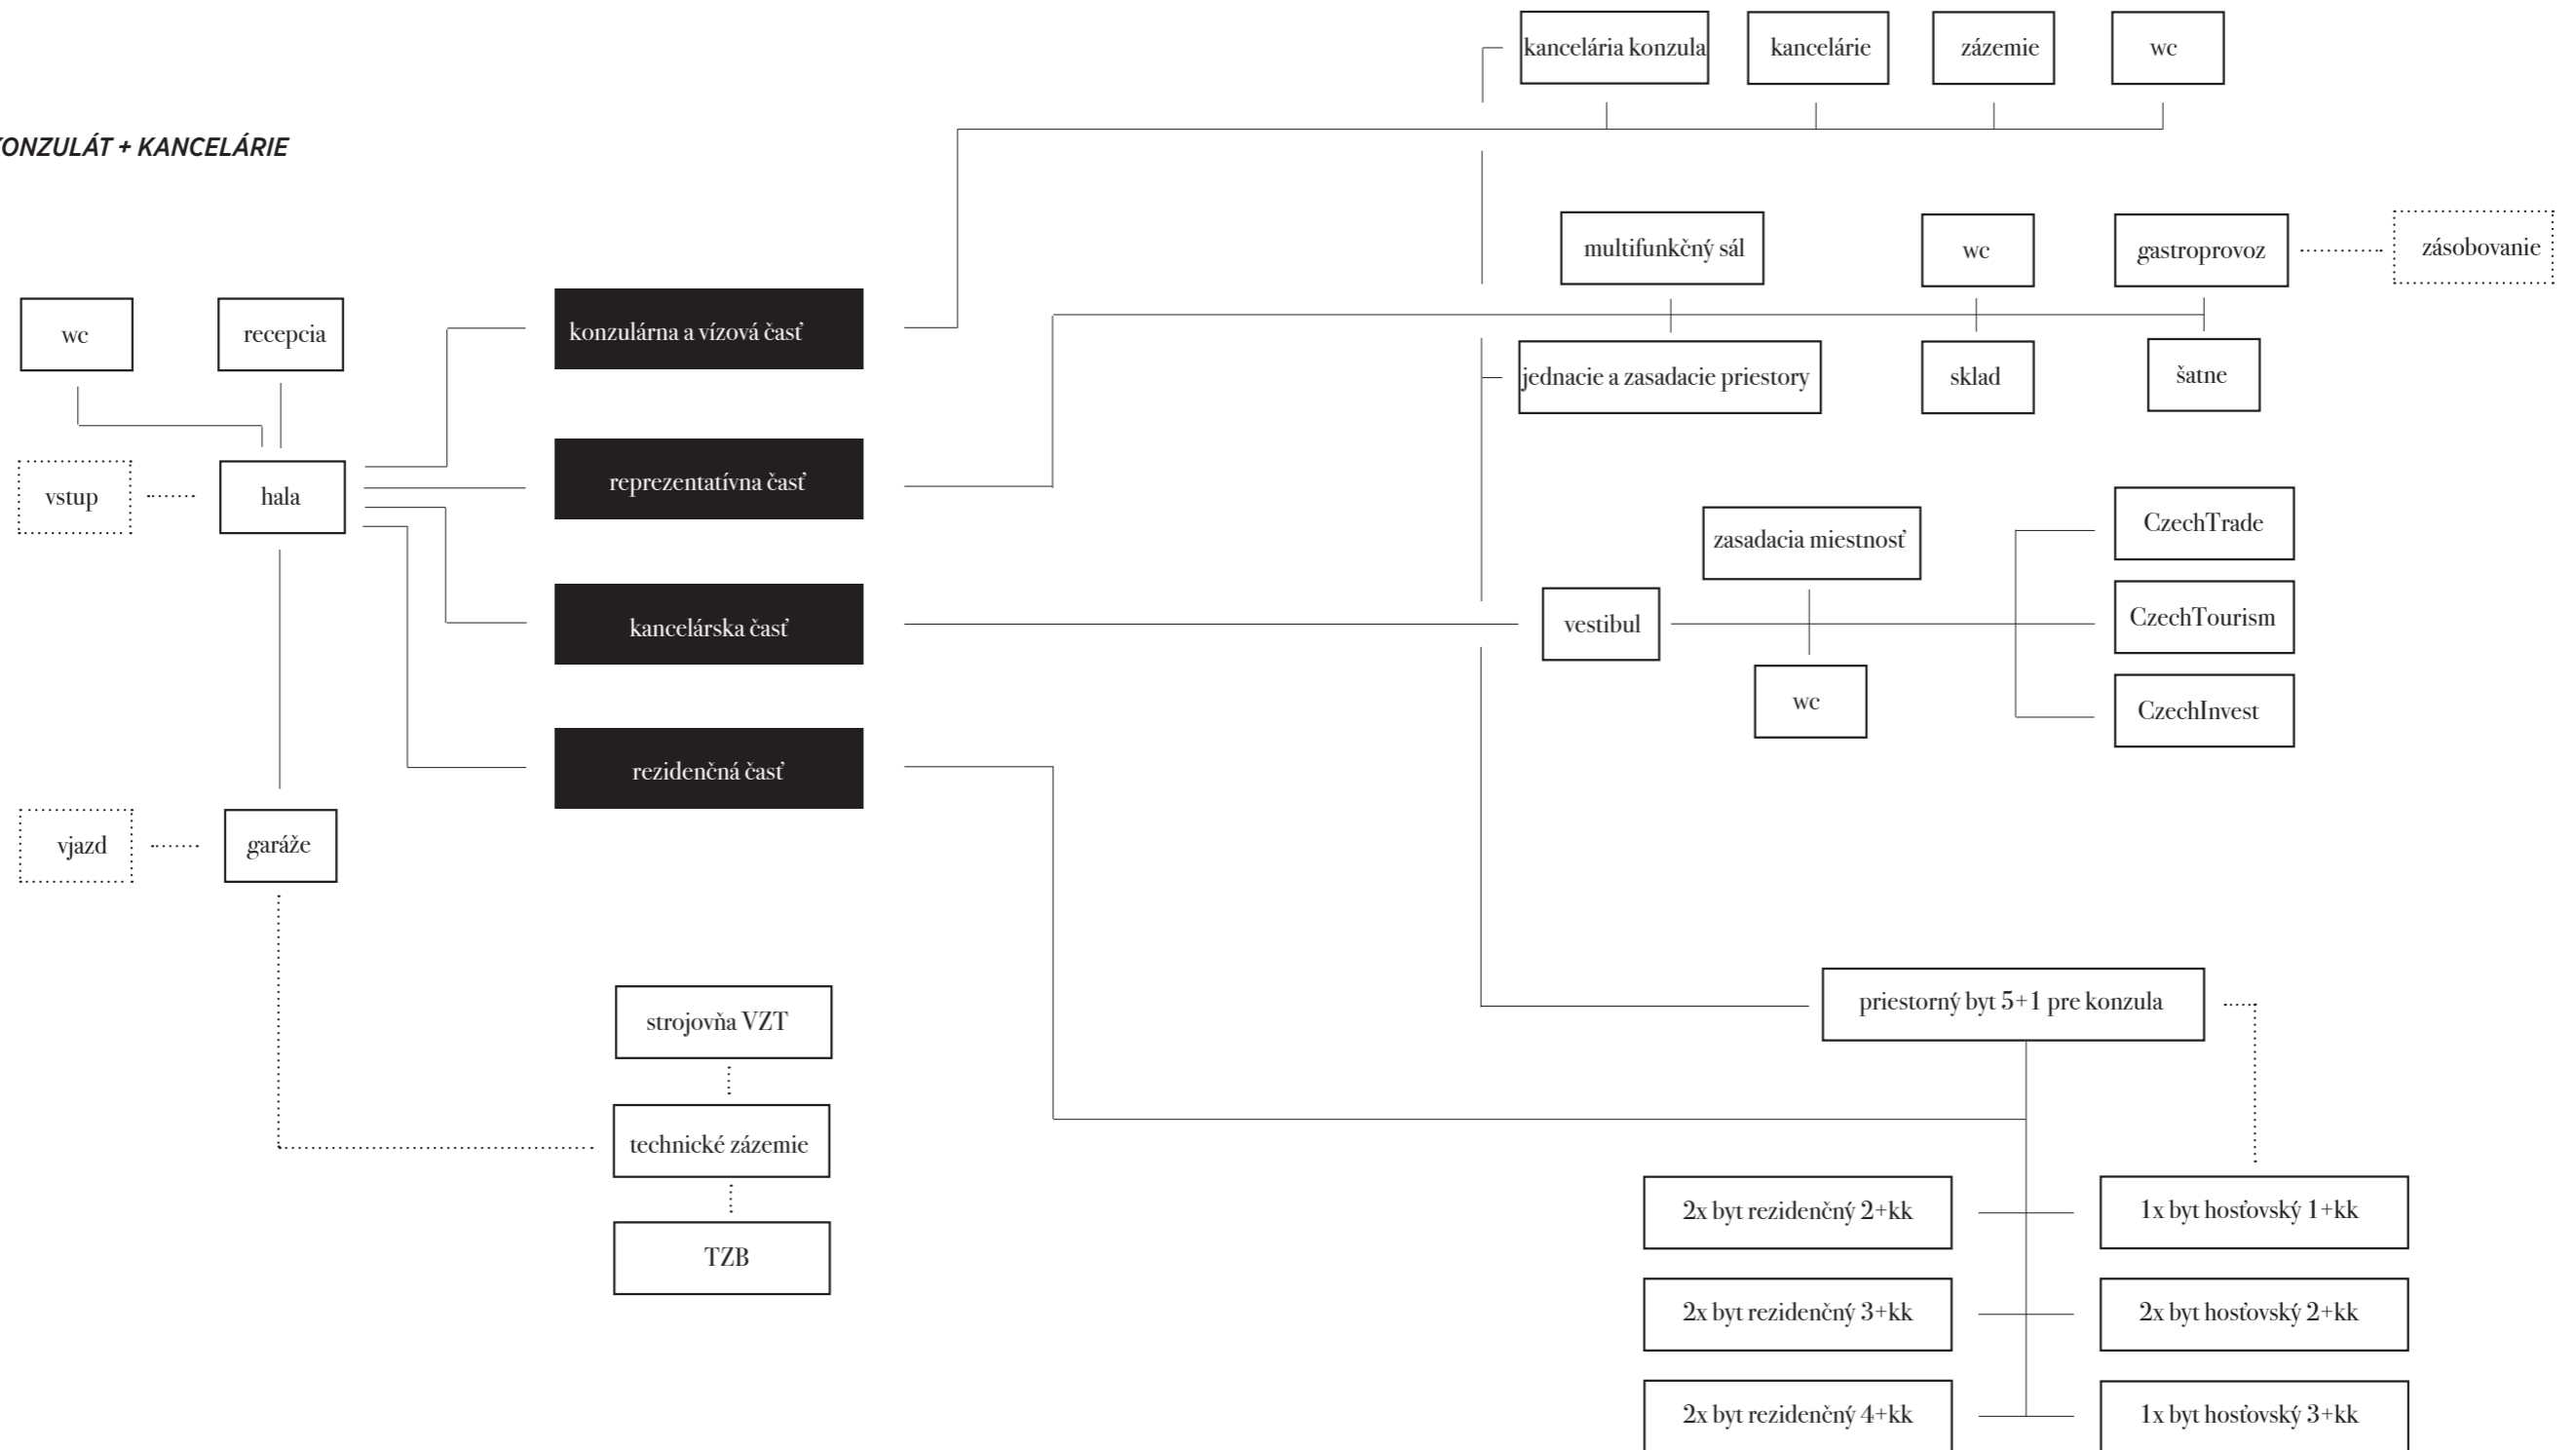 kancelária konzula
kancelárie
zázemie
wc
ONZULÁT + KANCELÁRIE
multifunkčný sál
wc
gastroprovoz
zásobovanie
wc
recepcia
konzulárna a vízová časť
jednacie a zasadacie priestory
sklad
šatne
vstup
hala
reprezentatívna časť
zasadacia miestnosť
CzechTrade
kancelárska časť
vestibul
CzechTourism
wc
CzechInvest
rezidenčná časť
vjazd
garáže
strojovňa VZT
priestorný byt 5+1 pre konzula
technické zázemie
2x byt rezidenčný 2+kk
1x byt hosťovský 1+kk
TZB
2x byt rezidenčný 3+kk
2x byt hosťovský 2+kk
2x byt rezidenčný 4+kk
1x byt hosťovský 3+kk